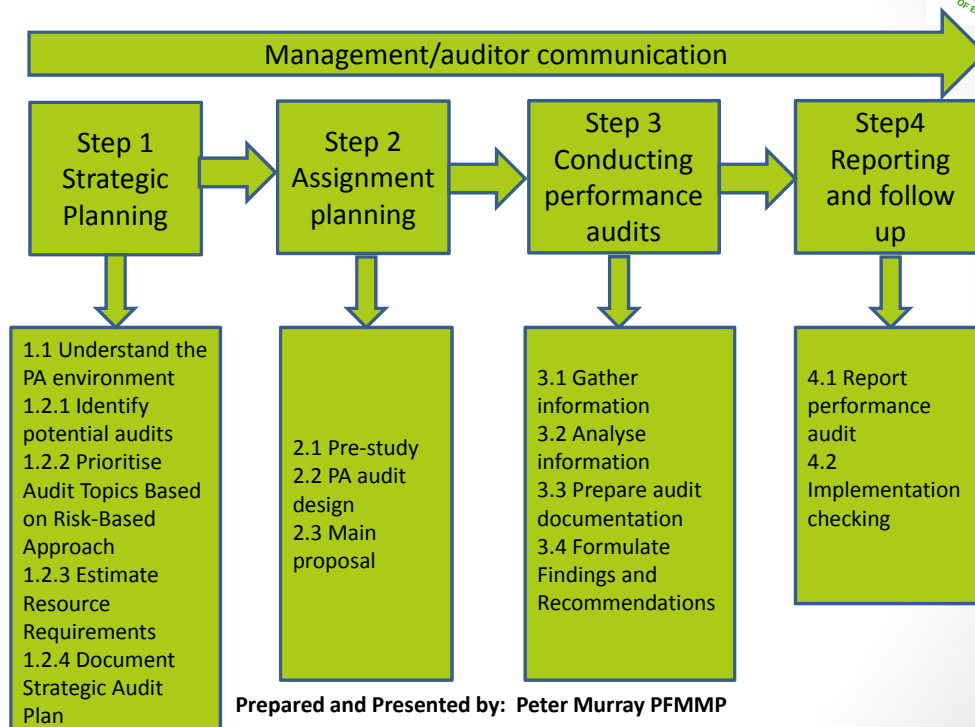 OF E
Management/auditor communication
Step 1
Strategic
Planning
Step 2
Assignment
planning
Step 3
Conducting
performance
audits
Step4
Reporting
and follow
up
1.1 Understand the
PA environment
1.2.1 Identify
potential audits
1.2.2 Prioritise
Audit Topics Based
on Risk-Based
Approach
1.2.3 Estimate
Resource
Requirements
1.2.4 Document
Strategic Audit
Plan
2.1 Pre-study
2.2 PA audit
design
2.3 Main
proposal
3.1 Gather
information
3.2 Analyse
information
3.3 Prepare audit
documentation
3.4 Formulate
Findings and
Recommendations
4.1 Report
performance
audit
4.2
Implementation
checking
Prepared and Presented by: Peter Murray PFMMP